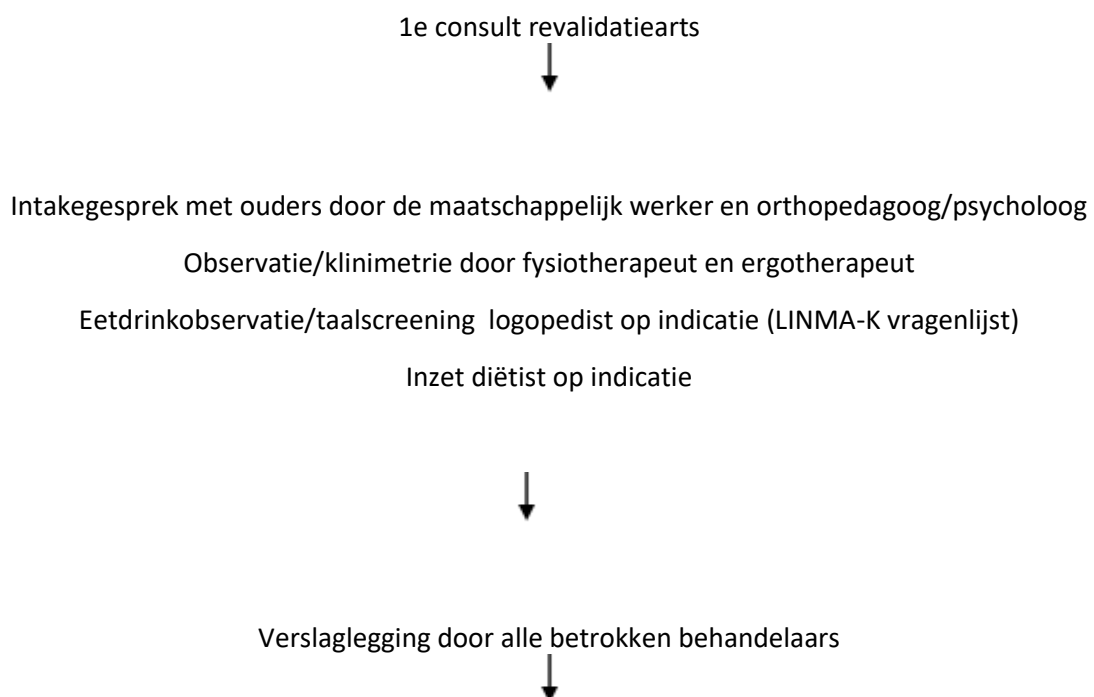 1e consult revalidatiearts
Intakegesprek met ouders door de maatschappelijk werker en orthopedagoog/psycholoog
Observatie/klinimetrie door fysiotherapeut en ergotherapeut
Eetdrinkobservatie/taalscreening  logopedist op indicatie (LINMA-K vragenlijst)
Inzet diëtist op indicatie
Verslaglegging door alle betrokken behandelaars